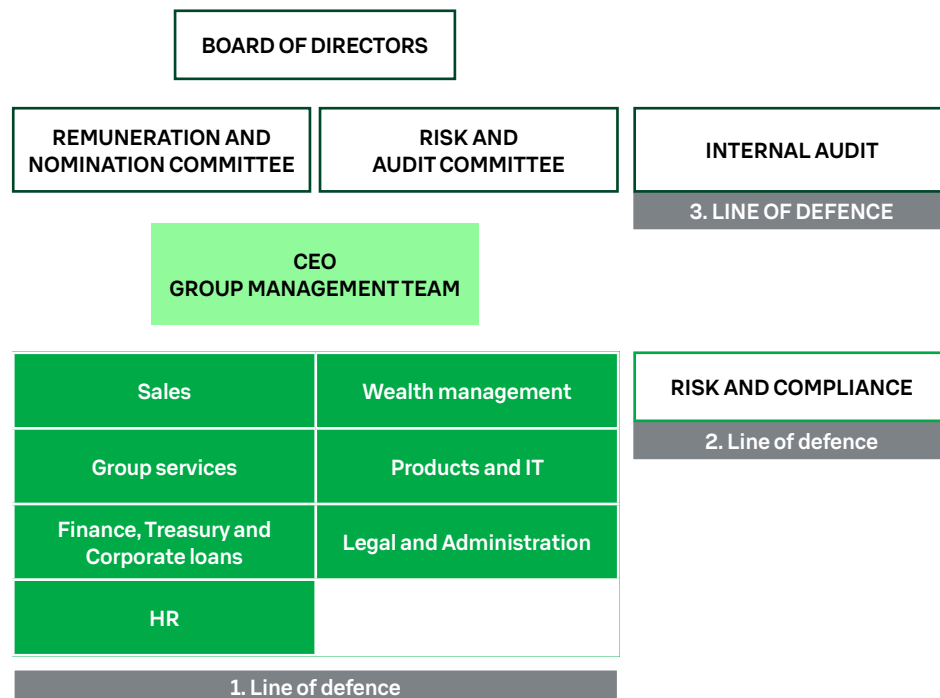 BOARD OF DIRECTORS
REMUNERATION AND
NOMINATION COMMITTEE
RISK AND
AUDIT COMMITTEE
INTERNAL AUDIT
3. LINE OF DEFENCE
CEO
GROUP MANAGEMENT TEAM
Sales
Wealth management
RISK AND COMPLIANCE
2. Line of defence
Group services
Products and IT
Finance, Treasury and
Corporate loans
Legal and Administration
HR
1. Line of defence